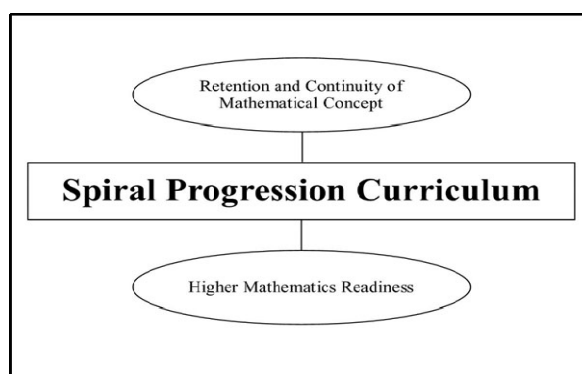 Retention and Continuity of
Mathematical Concept
Spiral Progression Curriculum
Higher Mathematics Readiness